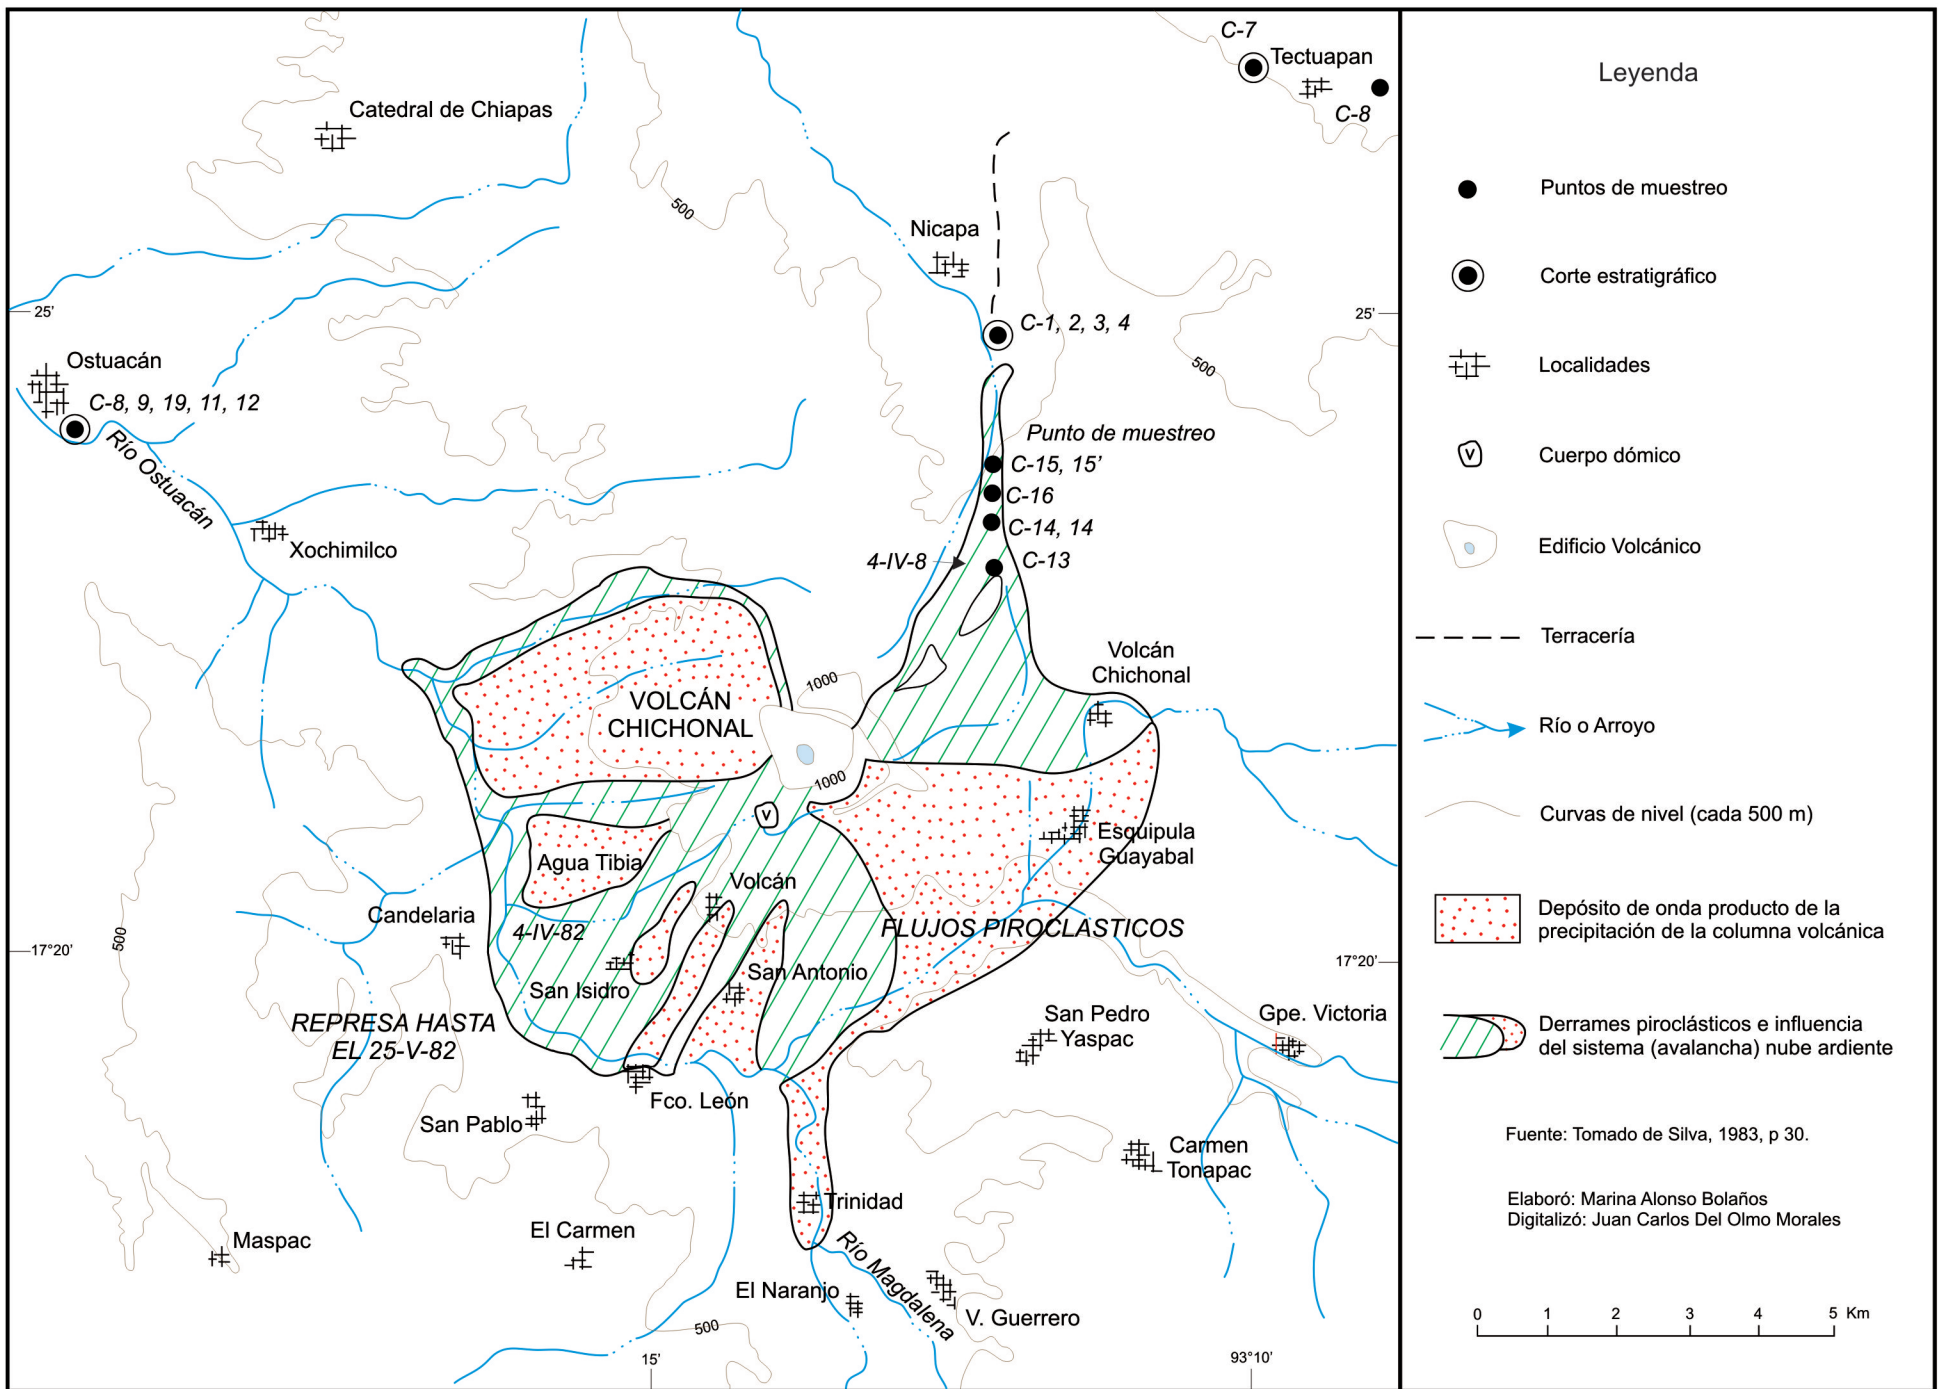 C-7
Tectuapan
C-8
Catedral de Chiapas
500
Nicapa
25'
25'
C-1, 2, 3, 4
Ostuacán
500
C-8, 9, 19, 11, 12
Río Ostuacán
Punto de muestreo
C-15, 15’
C-16
C-14, 14
Xochimilco
4-IV-8
C-13
Volcán
Chichonal
1000
VOLCÁN
CHICHONAL
1000
Esquipula
Guayabal
Agua Tibia
Volcán
Candelaria
4-IV-82
FLUJOS PIROCLASTICOS
500
17°20'
17°20'
San Isidro
San Antonio
REPRESA HASTA
EL 25-V-82
San Pedro
Yaspac
Gpe. Victoria
Fco. León
San Pablo
Carmen
Tonapac
Trinidad
Maspac
El Carmen
Río Magdalena
El Naranjo
V. Guerrero
500
15’
93°10’
Leyenda
Puntos de muestreo
Corte estratigráfico
Localidades
V
Cuerpo dómico
Edificio Volcánico
Terracería
Río o Arroyo
Curvas de nivel (cada 500 m)
Depósito de onda producto de la
precipitación de la columna volcánica
Derrames piroclásticos e influencia
del sistema (avalancha) nube ardiente
Fuente: Tomado de Silva, 1983, p 30.
Elaboró: Marina Alonso Bolaños
Digitalizó: Juan Carlos Del Olmo Morales
0 1 2 3 4 5 Km
V